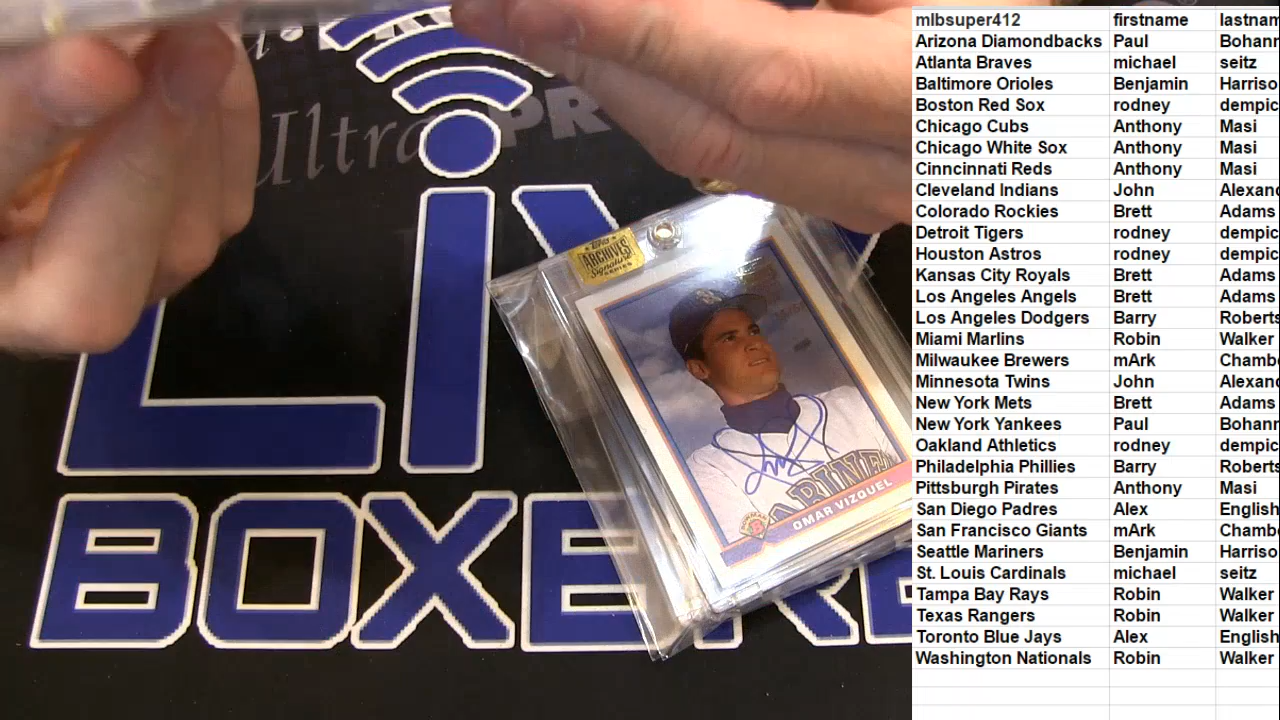 Ultra PR
LIV
BOXE RE
TOPPS
ARCHIVES
Signature
SERIES
BOWMAN
OMAR VIZQUEL
mlbsuper412 firstname lastnam
Arizona Diamondbacks Paul Bohann
Atlanta Braves michael seitz
Baltimore Orioles Benjamin Harriso
Boston Red Sox rodney dempic
Chicago Cubs Anthony Masi
Chicago White Sox Anthony Masi
Cinncinnati Reds Anthony Masi
Cleveland Indians John Alexand
Colorado Rockies Brett Adams
Detroit Tigers rodney dempic
Houston Astros rodney dempic
Kansas City Royals Brett Adams
Los Angeles Angels Brett Adams
Los Angeles Dodgers Barry Roberts
Miami Marlins Robin Walker
Milwaukee Brewers mArk Chambe
Minnesota Twins John Alexand
New York Mets Brett Adams
New York Yankees Paul Bohann
Oakland Athletics rodney dempic
Philadelphia Phillies Barry Roberts
Pittsburgh Pirates Anthony Masi
San Diego Padres Alex English
San Francisco Giants mArk Chambe
Seattle Mariners Benjamin Harriso
St. Louis Cardinals michael seitz
Tampa Bay Rays Robin Walker
Texas Rangers Robin Walker
Toronto Blue Jays Alex English
Washington Nationals Robin Walker